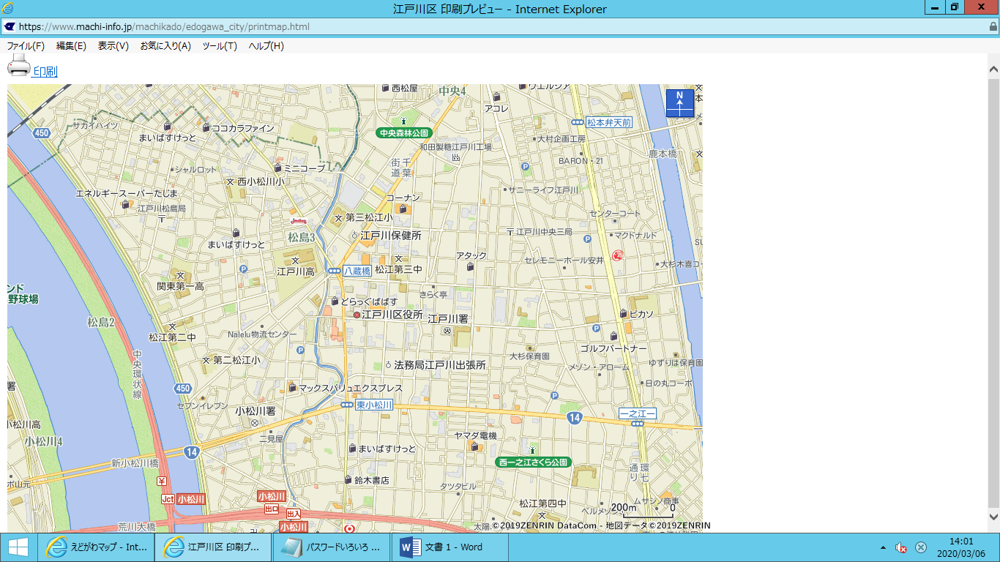 江戸川区 印刷プレビュー - Internet Explorer
https://www.machi-info.jp/machikado/edogawa_city/printmap.html
ファイル(F) 編集(E) 表示(V) お気に入り(A) ツール(T) ヘルプ(H)
印刷
西松屋
中央4
ウエルシア
N
アコレ
450
サカイハイツ
ココカラファイン
まいばすけっと
中央森林公園
松本弁天前
大村企画工房
和田製糖江戸川工場
鹿本橋
BARON・21
千葉街道
シャルロット
ミニコープ
西小松川小
エネルギースーパーたじま
サニーライフ江戸川
コーナン
江戸川松島局
センターコート
第三松江小
江戸川保健所
江戸川中央三局
マクドナルド
松島3
まいばすけっと
アタック
セレモニーホール安井
大杉木喜コー
江戸川高
八蔵橋
松江第三中
関東第一高
ンド
野球場
きらく亭
どらっぐぱぱす
江戸川区役所
江戸川署
ピカソ
松島2
松江第二中
Nalelu物流センター
ゴルフパートナー
大杉保育園
ゆずりは保育園
中央環状線
第二松江小
法務局江戸川出張所
メゾン・アローム
日の丸コーポ
署
450
マックスバリュエクスプレス
セブンイレブン
東小松川
小松川署
一之江一
14
小松川高
小松川4
二見屋
ヤマダ電機
14
まいばすけっと
新小松川橋
西一之江さくら公園
環七通り
ボ山元
鈴木書店
タツタビル
Jct 小松川
小松川
出口
出入
小松川
松江第四中
ムサシノ商事
ベルメッソ
200m 0
荒川大橋
太陽
©2019ZENRIN DataCom - 地図データ©2019ZENRIN
えどがわマップ - Int...
江戸川区 印刷プ...
パスワードいろいろ ...
文書 1 - Word
14:01
2020/03/06